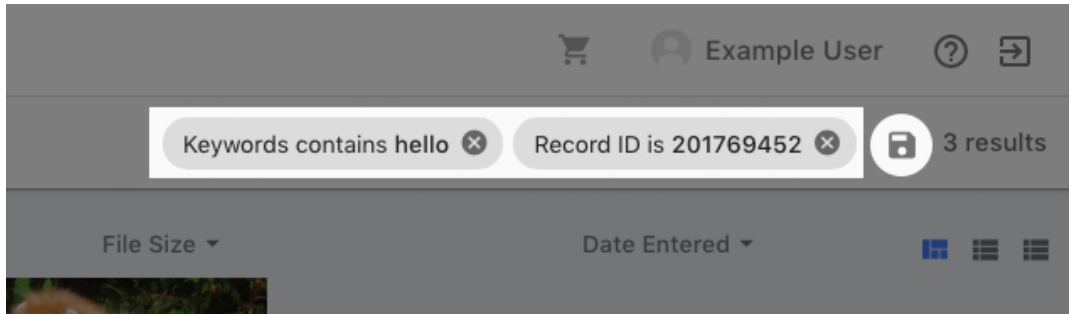 Example User
Keywords contains hello Record ID is 201769452 3 results
File Size Date Entered